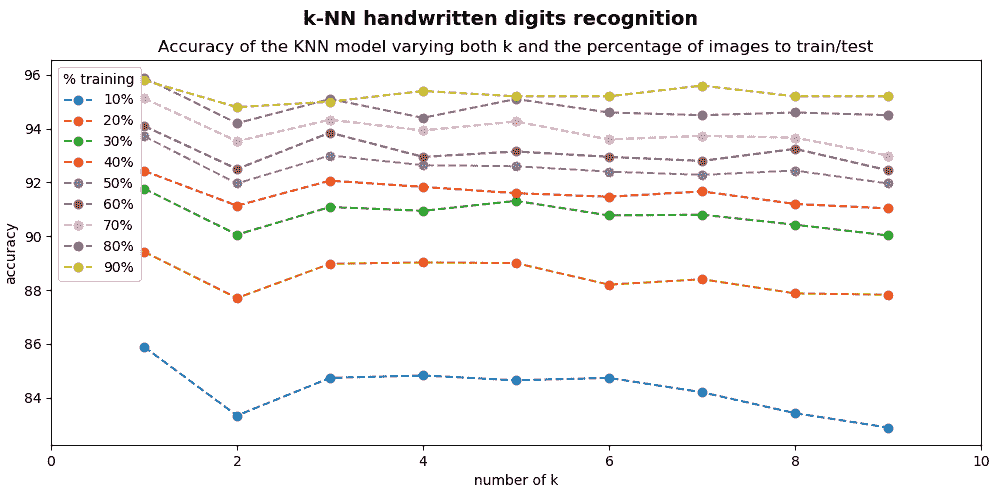 k-NN handwritten digits recognition
Accuracy of the KNN model varying both k and the percentage of images to train/test
% training
10%
20%
30%
40%
50%
60%
70%
80%
90%
accuracy
96
94
92
90
88
86
84
0 2 4 6 8 10
number of k